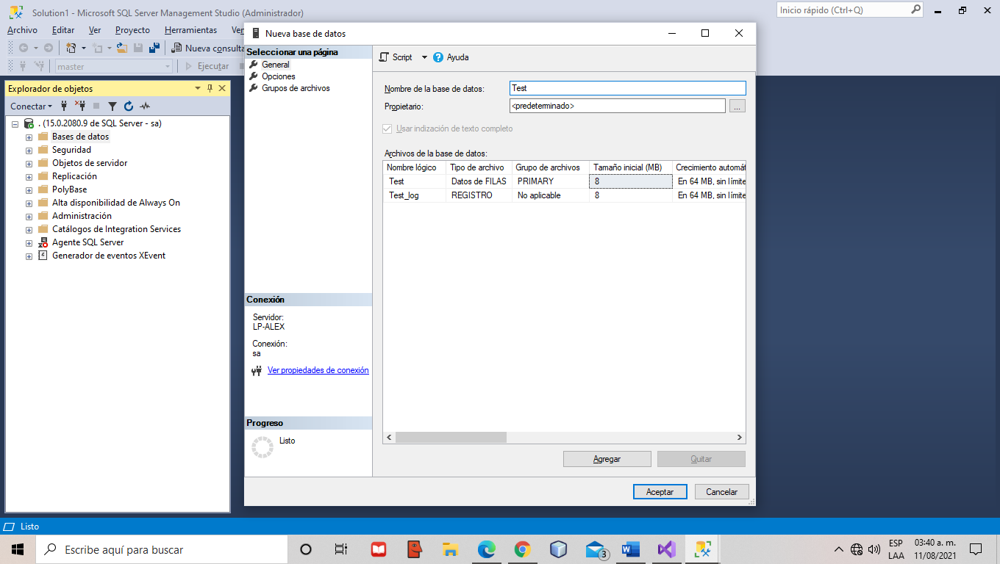 Solution1 - Microsoft SQL Server Management Studio (Administrador)
Inicio rápido (Ctrl+Q)
Archivo Editar Ver Proyecto Herramientas
Nueva consulta
master
Ejecutar
Explorador de objetos
Conectar
. (15.0.2080.9 de SQL Server - sa)
Bases de datos
Seguridad
Objetos de servidor
Replicación
PolyBase
Alta disponibilidad de Always On
Administración
Catálogos de Integration Services
Agente SQL Server
Generador de eventos XEvent
Nueva base de datos
Seleccionar una página
General
Opciones
Grupos de archivos
Conexión
Servidor:
LP-ALEX
Conexión:
sa
Ver propiedades de conexión
Progreso
Listo
Script Ayuda
Nombre de la base de datos: Test
Propietario: <predeterminado> ...
Usar indización de texto completo
Archivos de la base de datos:
Nombre lógico Tipo de archivo Grupo de archivos Tamaño inicial (MB) Crecimiento automát
Test Datos de FILAS PRIMARY 8 En 64 MB, sin límite
Test_log REGISTRO No aplicable 8 En 64 MB, sin límite
Agregar Quitar
Aceptar Cancelar
Listo
Escribe aquí para buscar
3
ESP
LAA
03:40 a. m.
11/08/2021